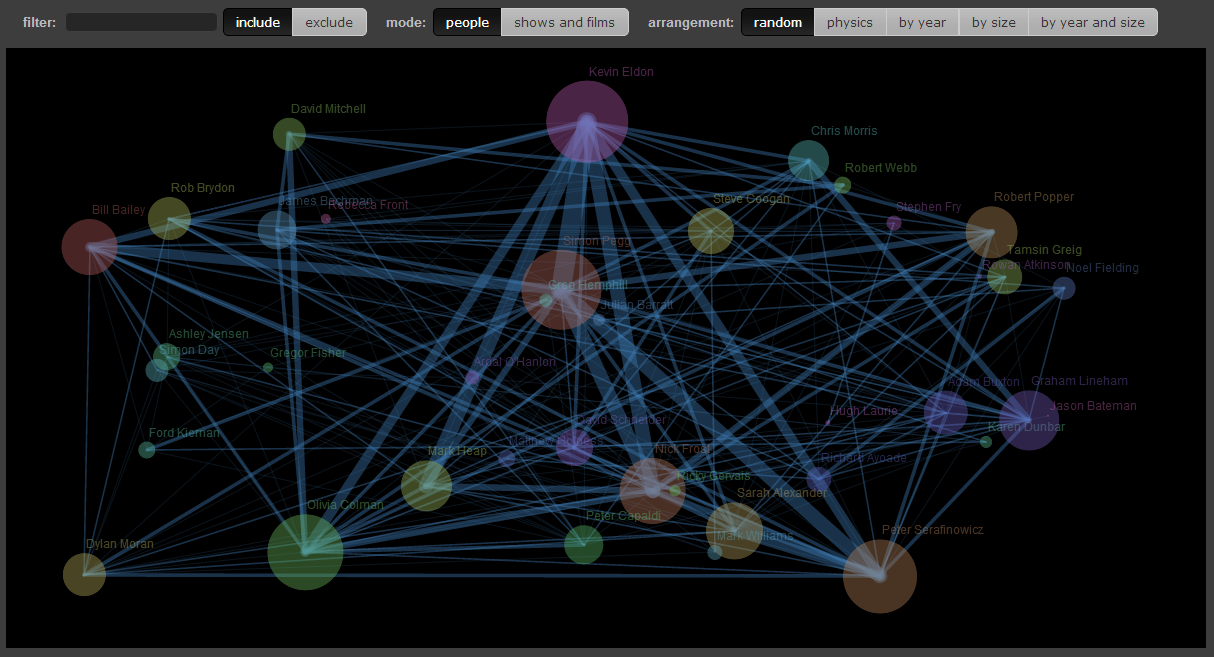 filter: include exclude mode: people shows and films arrangement: random physics by year by size by year and size
Kevin Eldon
David Mitchell
Chris Morris
Robert Webb
Rob Brydon
Steve Coogan
Robert Popper
James Bachman
Rebecca Front
Stephen Fry
Bill Bailey
Simon Pegg
Tamsin Greig
Rowan Atkinson
Noel Fielding
Greg Hemphill
Julian Barratt
Ashley Jensen
Simon Day
Gregor Fisher
Ardal O'Hanlon
Adam Buxton
Graham Lineham
Jason Bateman
Hugh Laurie
David Schneider
Karen Dunbar
Ford Kiernan
Mark Heap
Nick Frost
Richard Ayoade
Ricky Gervais
Sarah Alexander
Olivia Colman
Peter Capaldi
Peter Serafinowicz
Mark Williams
Dylan Moran